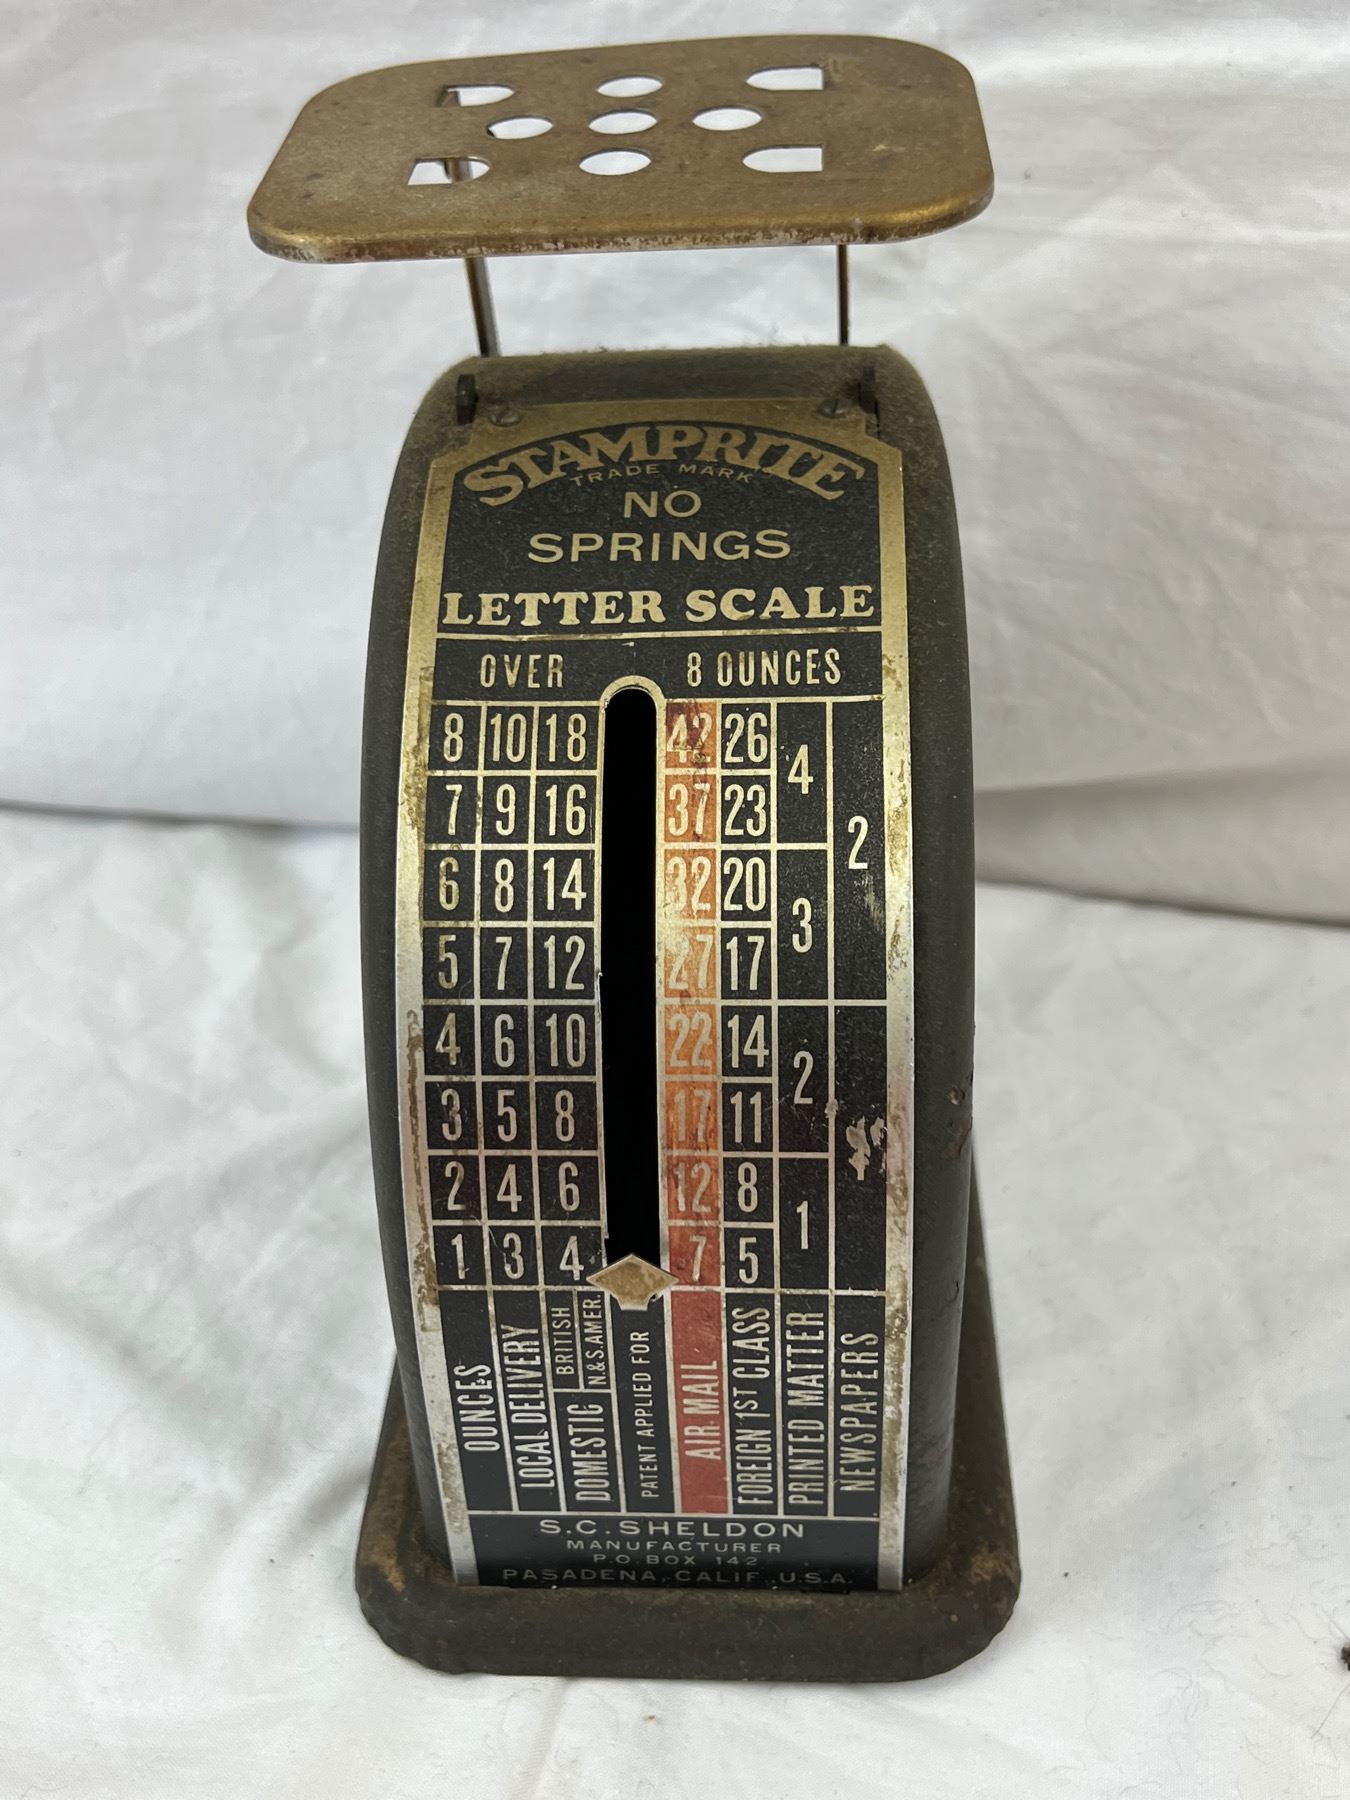 STAMPRITE
TRADE MARK
NO
SPRINGS
LETTER SCALE
OVER 8 OUNCES
8 10 18 42 26 4 2
7 9 16 37 23
6 8 14 32 20 3
5 7 12 27 17
4 6 10 22 14 2
3 5 8 17 11
2 4 6 12 8 1
1 3 4 7 5
OUNCES
LOCAL DELIVERY
DOMESTIC
BRITISH
N.&S.AMER.
PATENT APPLIED FOR
AIR MAIL
FOREIGN 1ST CLASS
PRINTED MATTER
NEWSPAPERS
S.C. SHELDON
MANUFACTURER
P.O. BOX 142
PASADENA, CALIF., U.S.A.